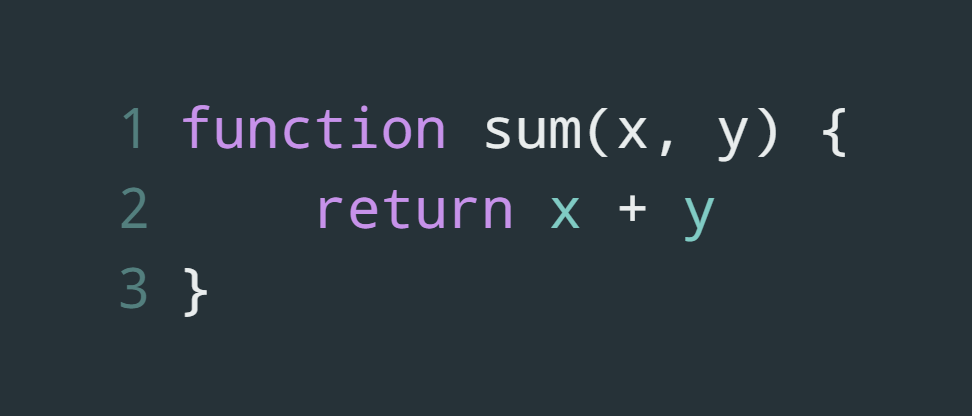 1 function sum(x, y) {
2     return x + y
3 }